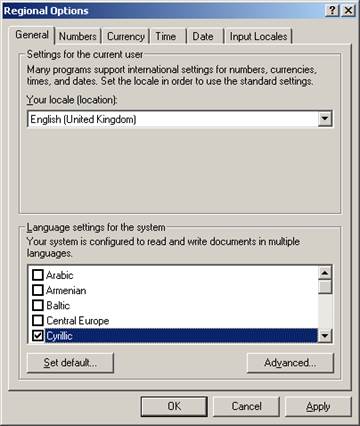 Regional Options
General Numbers Currency Time Date Input Locales
Settings for the current user
Many programs support international settings for numbers, currencies,
times, and dates. Set the locale in order to use the standard settings.
Your locale (location):
English (United Kingdom)
Language settings for the system
Your system is configured to read and write documents in multiple
languages.
Arabic
Armenian
Baltic
Central Europe
Cyrillic
Set default... Advanced...
OK Cancel Apply